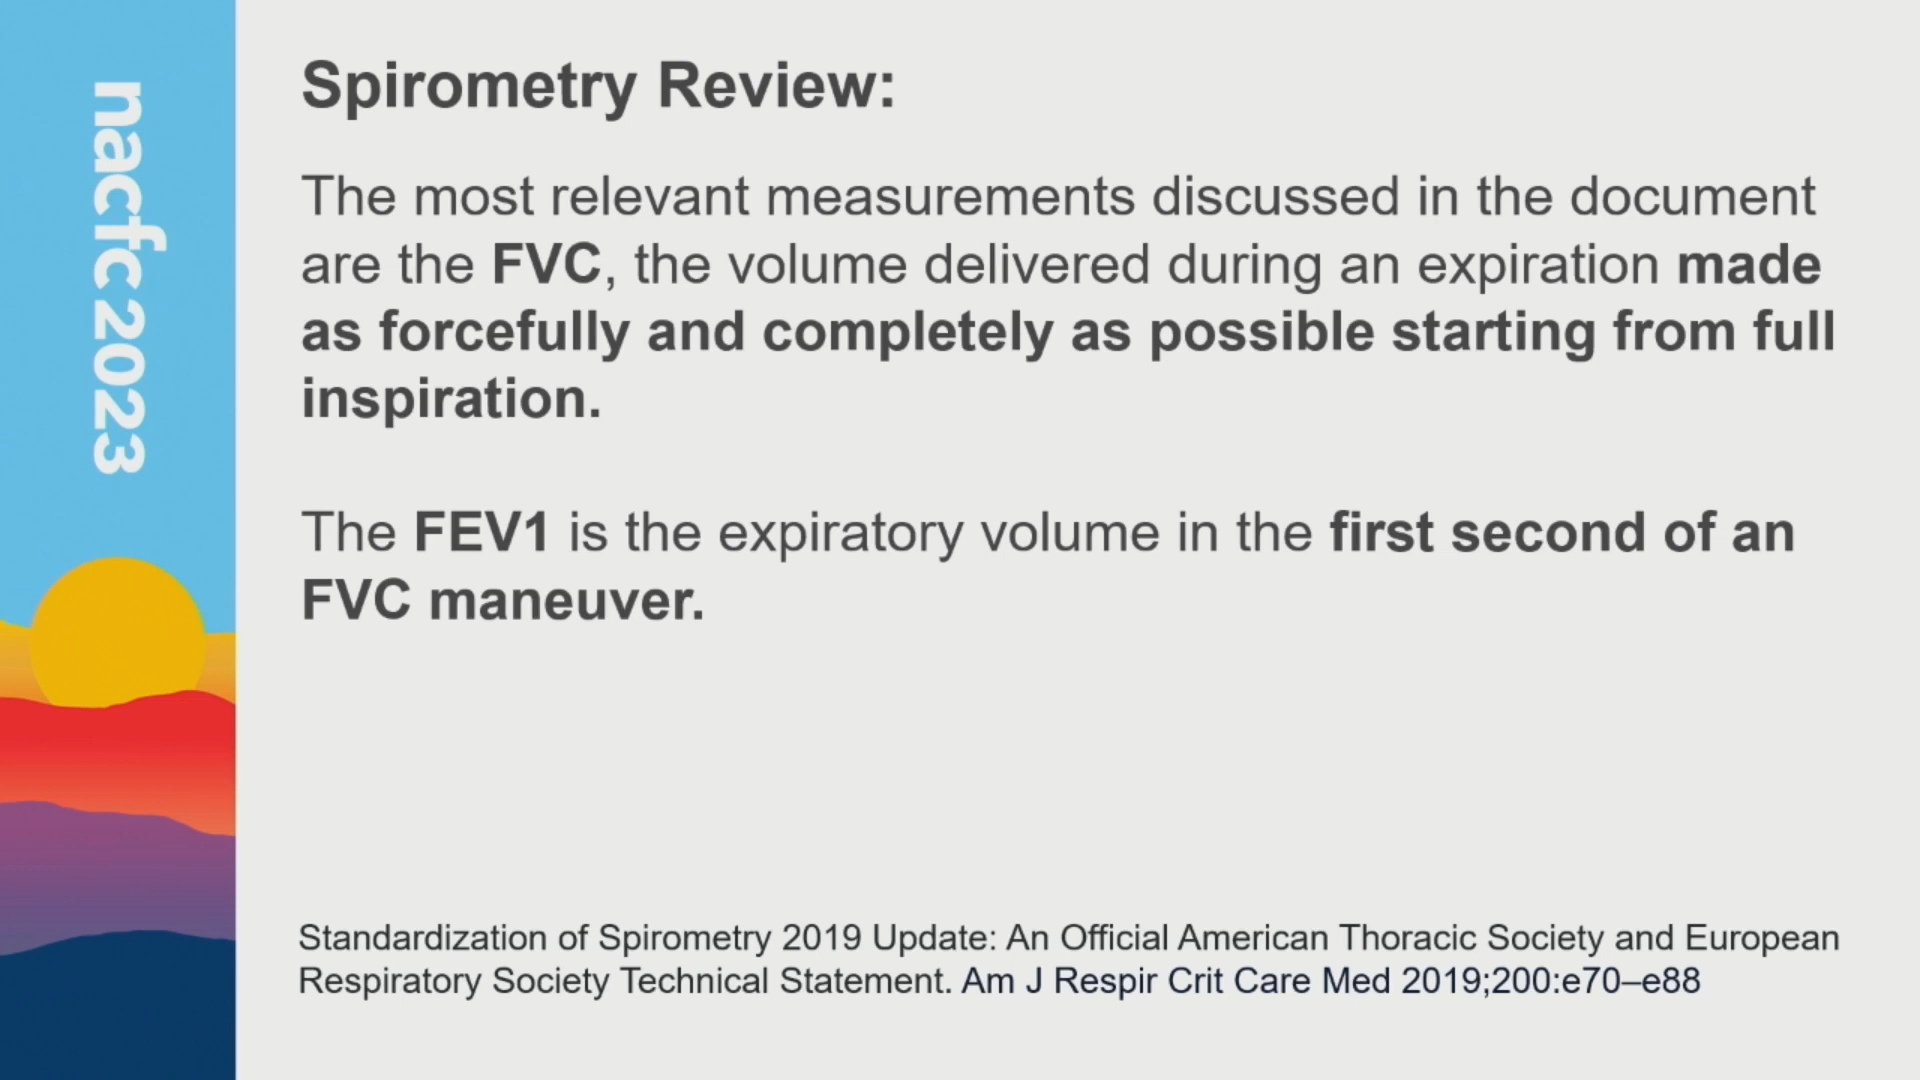 nacfc 2023
Spirometry Review:
The most relevant measurements discussed in the document
are the FVC, the volume delivered during an expiration made
as forcefully and completely as possible starting from full
inspiration.
The FEV1 is the expiratory volume in the first second of an
FVC maneuver.
Standardization of Spirometry 2019 Update: An Official American Thoracic Society and European
Respiratory Society Technical Statement. Am J Respir Crit Care Med 2019;200:e70–e88